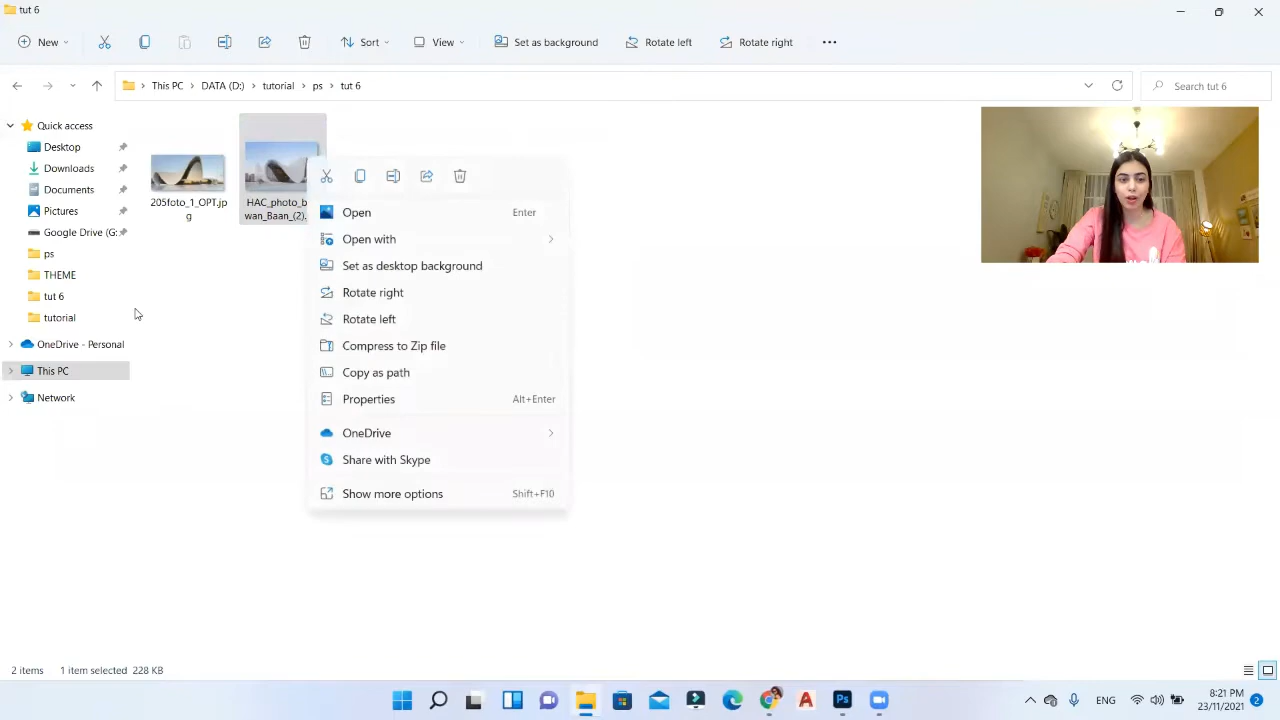 tut 6
New
Sort
View
Set as background
Rotate left
Rotate right
This PC > DATA (D:) > tutorial > ps > tut 6
Search tut 6
Quick access
Desktop
Downloads
Documents
Pictures
Google Drive (G:
ps
THEME
tut 6
tutorial
OneDrive - Personal
This PC
Network
205foto_1_OPT.jp
g
HAC_photo_b
wan_Baan_(2).
Open Enter
Open with
Set as desktop background
Rotate right
Rotate left
Compress to Zip file
Copy as path
Properties Alt+Enter
OneDrive
Share with Skype
Show more options Shift+F10
2 items 1 item selected 228 KB
Ps
ENG
8:21 PM
23/11/2021
2